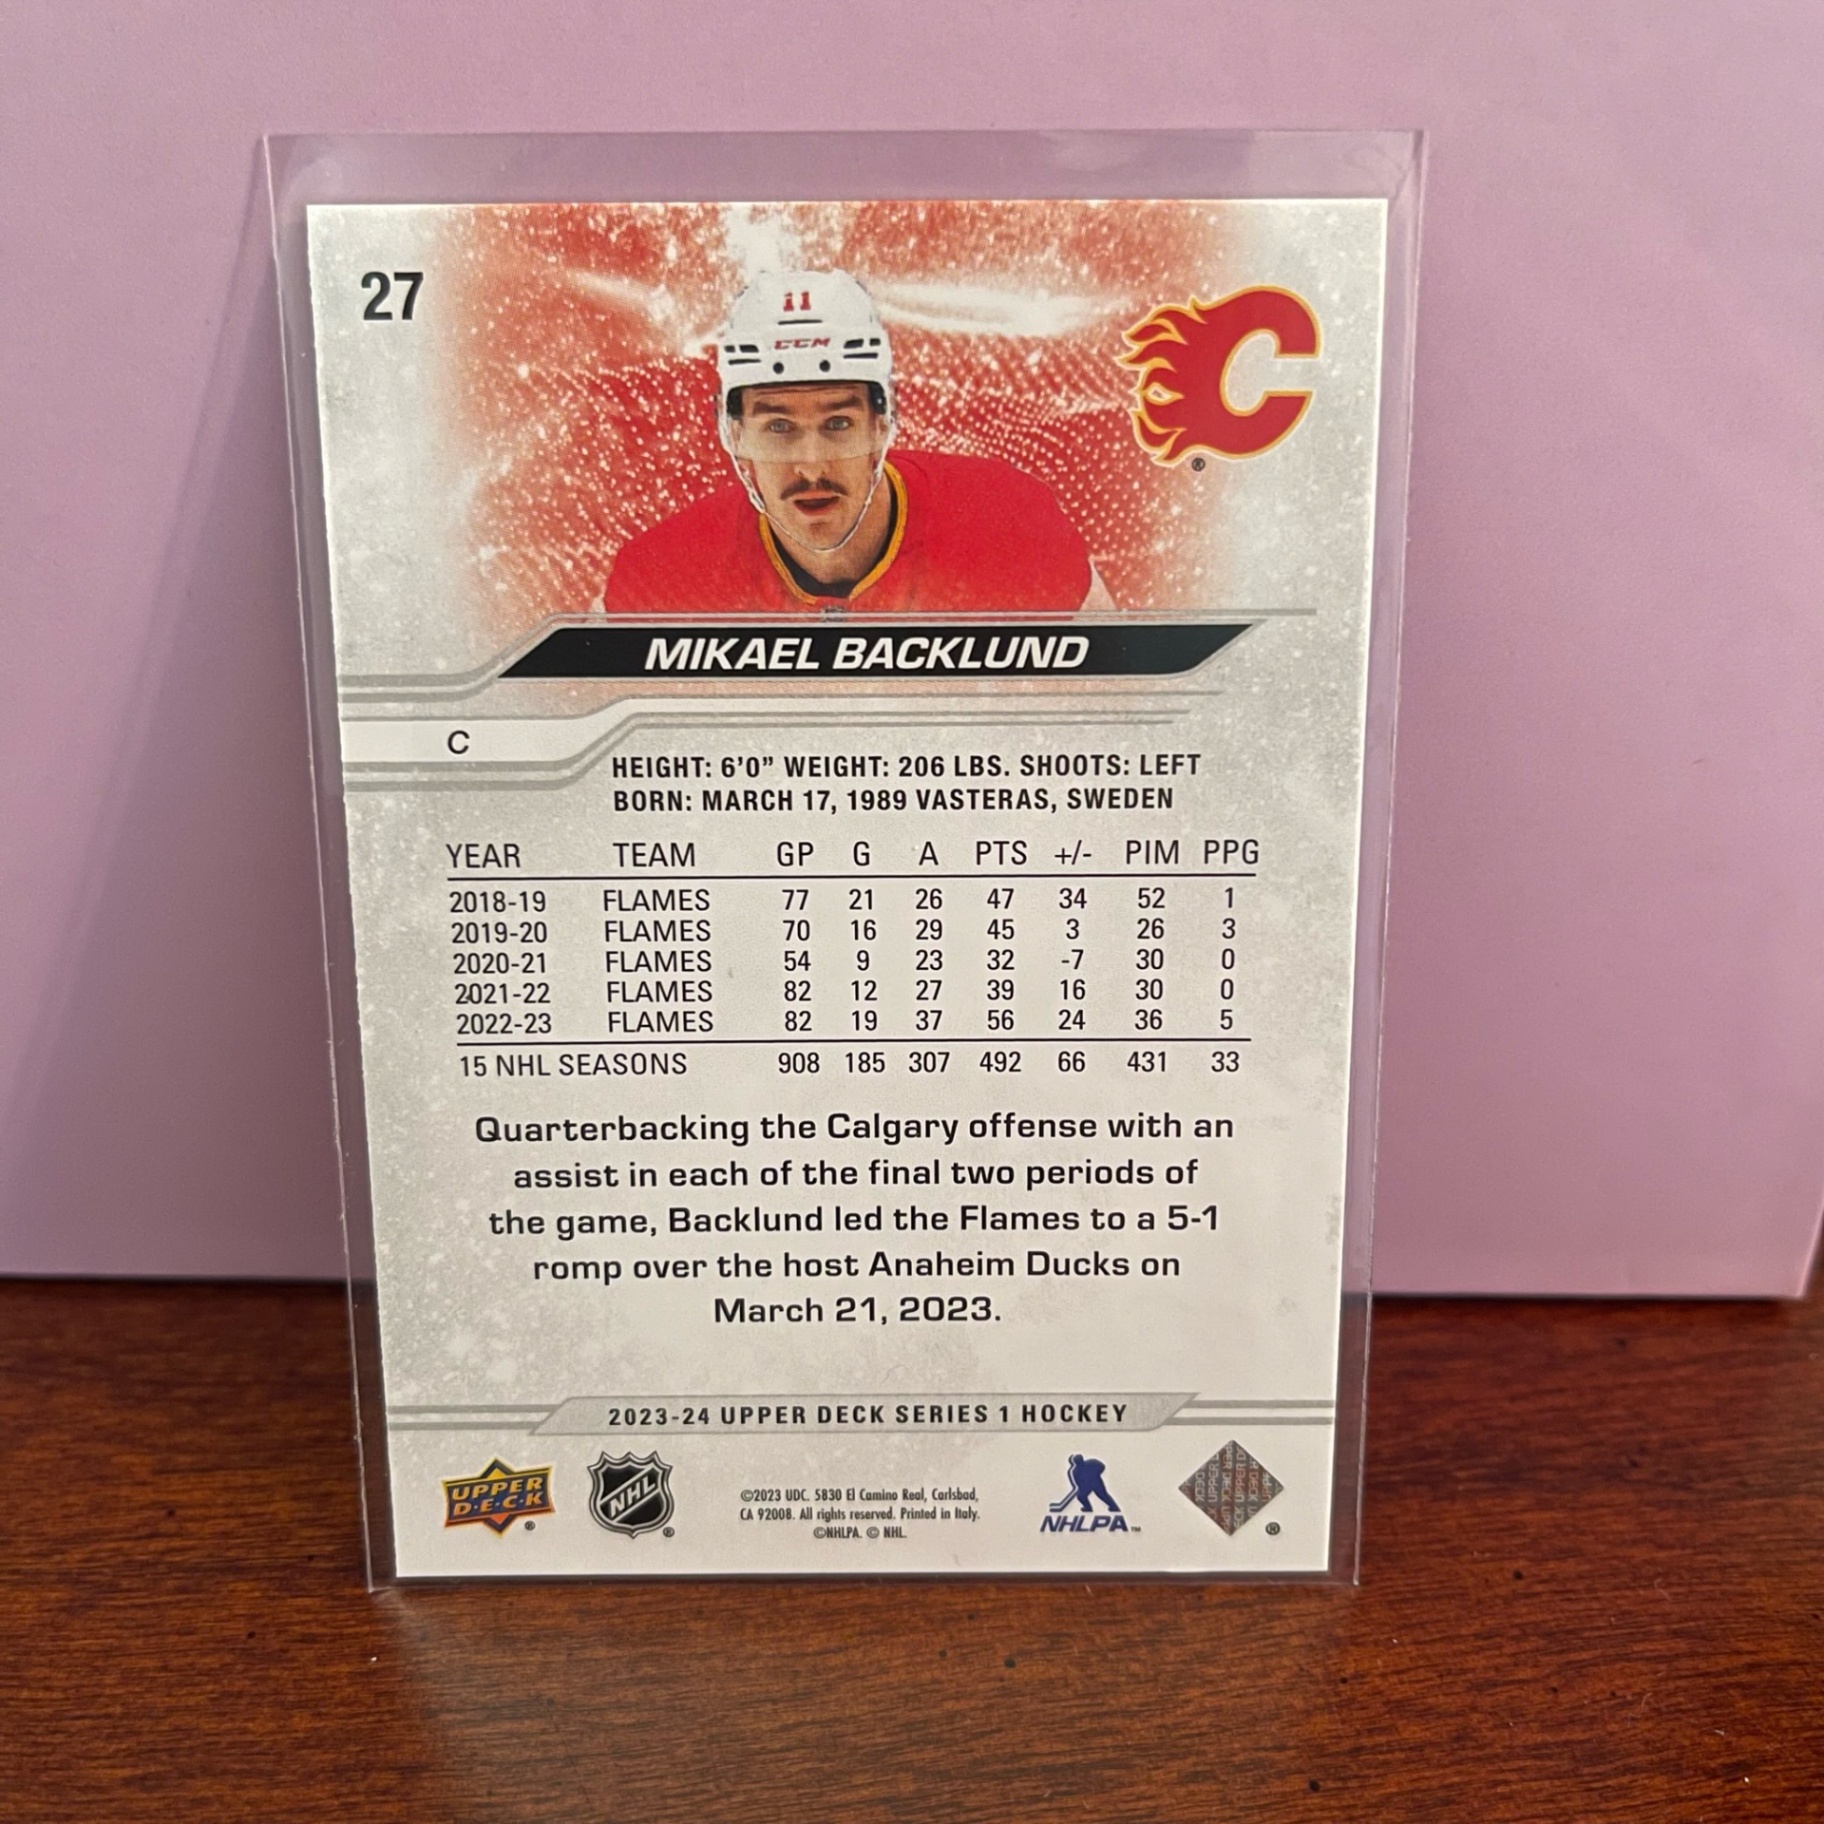 27
11
CCM
C
®
MIKAEL BACKLUND
C
HEIGHT: 6'0" WEIGHT: 206 LBS. SHOOTS: LEFT
BORN: MARCH 17, 1989 VASTERAS, SWEDEN
YEAR TEAM GP G A PTS +/- PIM PPG
2018-19 FLAMES 77 21 26 47 34 52 1
2019-20 FLAMES 70 16 29 45 3 26 3
2020-21 FLAMES 54 9 23 32 -7 30 0
2021-22 FLAMES 82 12 27 39 16 30 0
2022-23 FLAMES 82 19 37 56 24 36 5
15 NHL SEASONS 908 185 307 492 66 431 33
Quarterbacking the Calgary offense with an
assist in each of the final two periods of
the game, Backlund led the Flames to a 5-1
romp over the host Anaheim Ducks on
March 21, 2023.
2023-24 UPPER DECK SERIES 1 HOCKEY
UPPER
D·E·C·K
®
NHL
®
©2023 UDC. 5830 El Camino Real, Carlsbad,
CA 92008. All rights reserved. Printed in Italy.
©NHLPA. © NHL.
NHLPA™
®